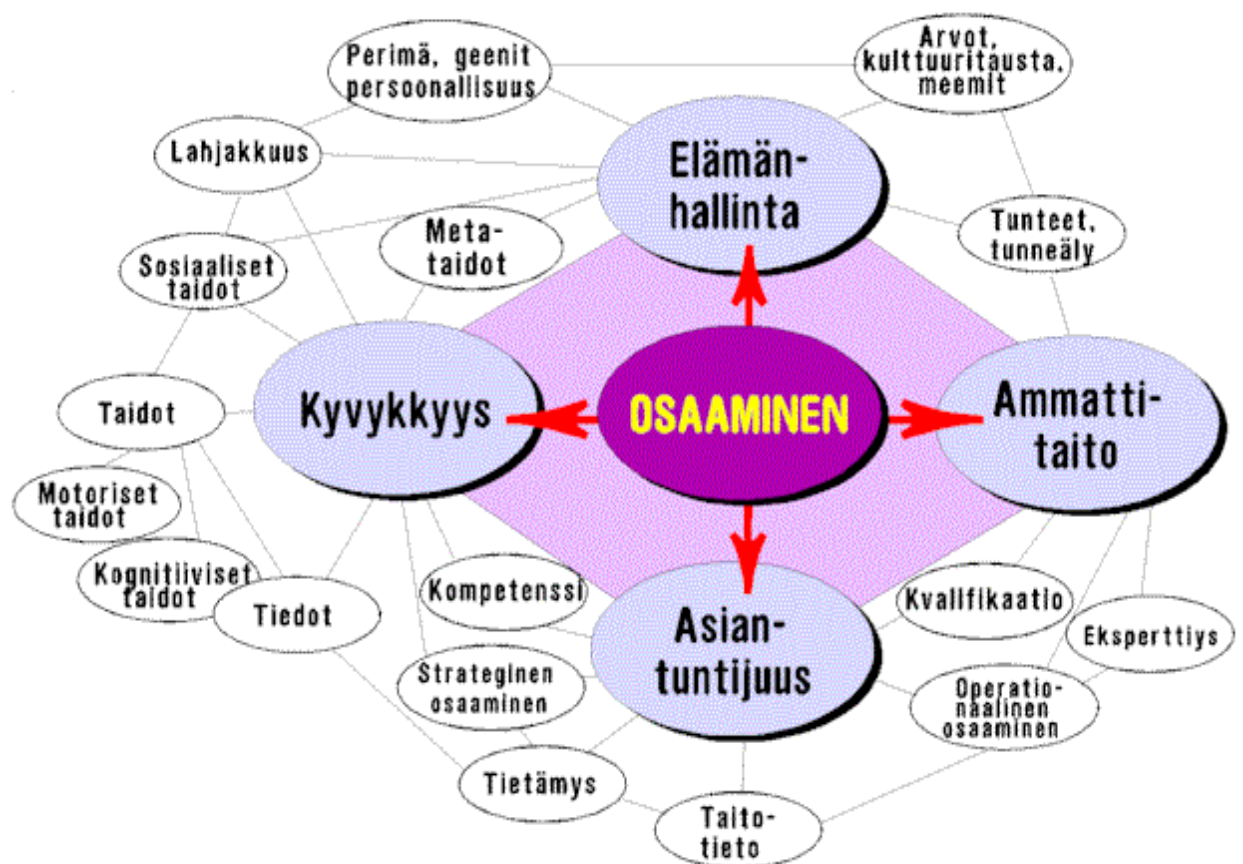 Perimä, geenit
persoonallisuus
Arvot,
kulttuuritausta,
meemit
Lahjakkuus
Elämän-
hallinta
Meta-
taidot
Tunteet,
tunneäly
Sosiaaliset
taidot
Taidot
Kyvykkyys
OSAAMINEN
Ammatti-
taito
Motoriset
taidot
Kognitiiviset
taidot
Tiedot
Kompetenssi
Asian-
tuntijuus
Kvalifikaatio
Eksperttiys
Strateginen
osaaminen
Operatio-
naalinen
osaaminen
Tietämys
Taito-
tieto